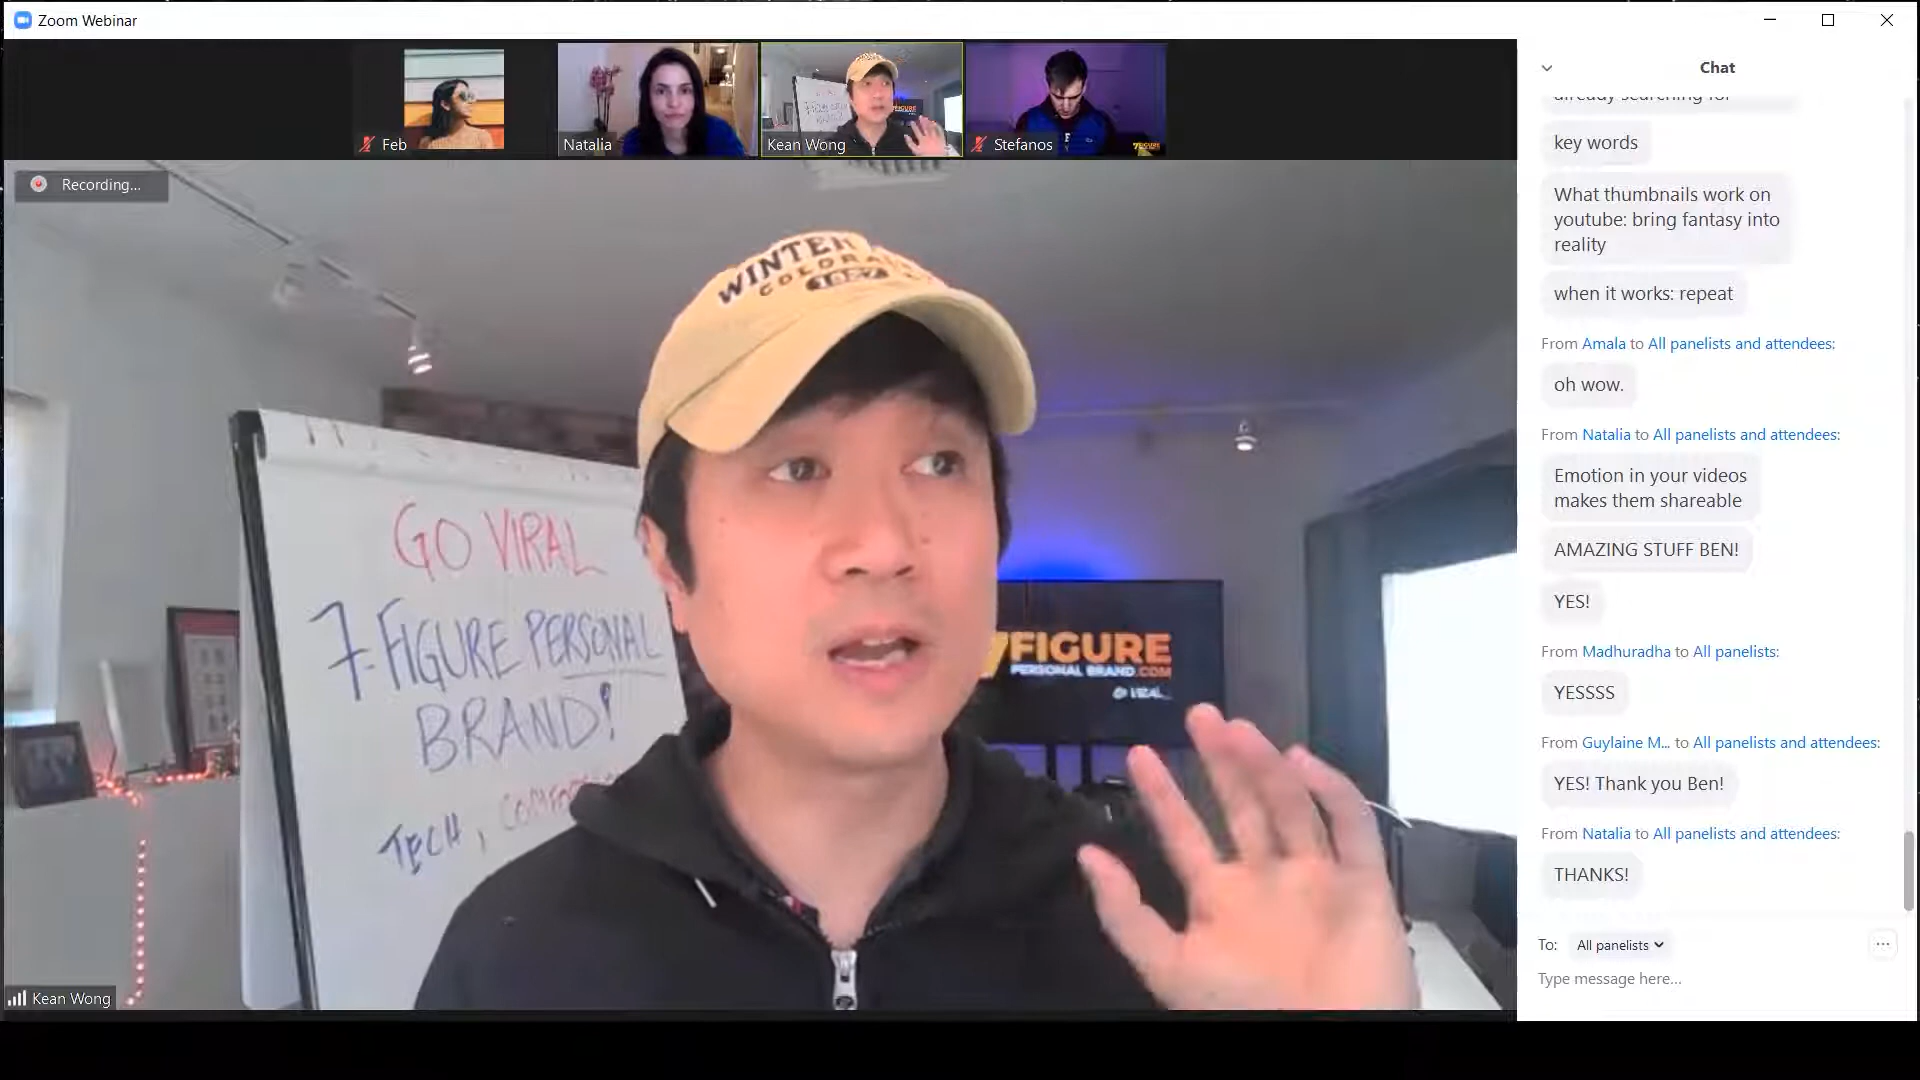 Zoom Webinar
Feb
Natalia
Kean Wong
Stefanos
Recording...
WINTER
COLORA
GO VIRAL
7-FIGURE PERSONAL
BRAND!
TECH,
7FIGURE
PERSONAL BRAND.COM
Kean Wong
Chat
already searching for
key words
What thumbnails work on
youtube: bring fantasy into
reality
when it works: repeat
From Amala to All panelists and attendees:
oh wow.
From Natalia to All panelists and attendees:
Emotion in your videos
makes them shareable
AMAZING STUFF BEN!
YES!
From Madhuradha to All panelists:
YESSSS
From Guylaine M... to All panelists and attendees:
YES! Thank you Ben!
From Natalia to All panelists and attendees:
THANKS!
To: All panelists
Type message here...